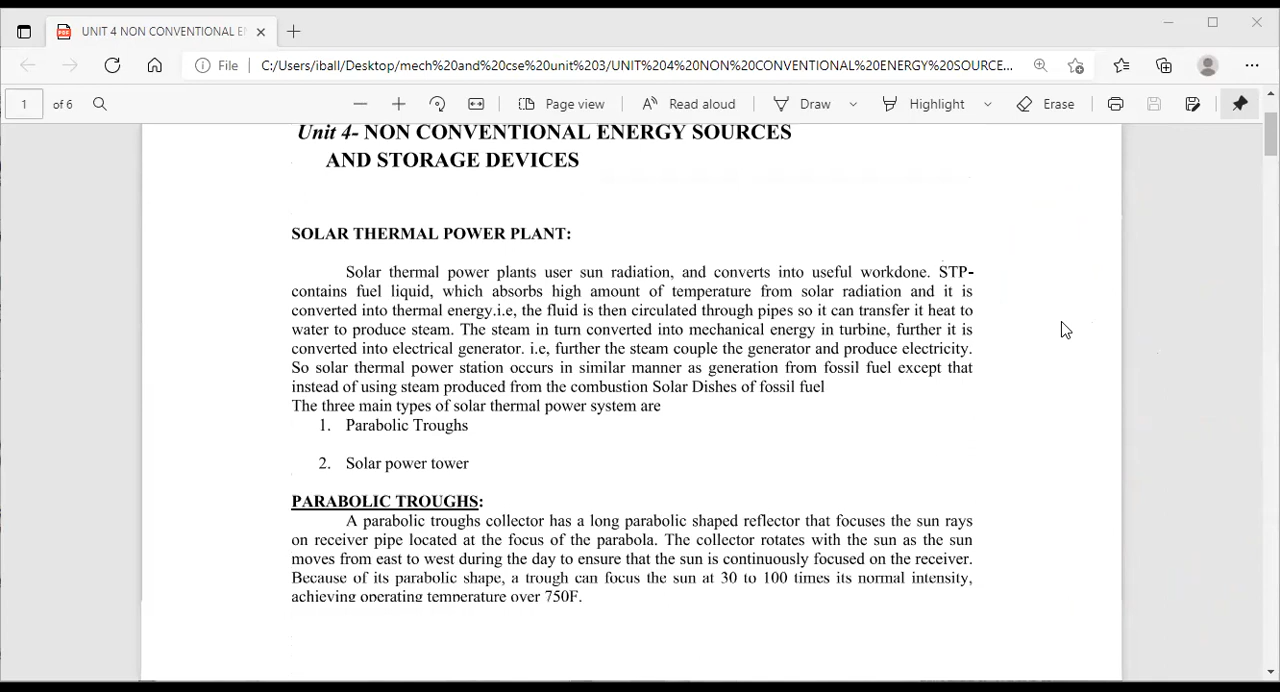 UNIT 4 NON CONVENTIONAL E
File C:/Users/iball/Desktop/mech%20and%20cse%20unit%203/UNIT%204%20NON%20CONVENTIONAL%20ENERGY%20SOURCE...
1 of 6 Page view Read aloud Draw Highlight Erase
Unit 4- NON CONVENTIONAL ENERGY SOURCES
AND STORAGE DEVICES
SOLAR THERMAL POWER PLANT:
Solar thermal power plants user sun radiation, and converts into useful workdone. STP-
contains fuel liquid, which absorbs high amount of temperature from solar radiation and it is
converted into thermal energy.i.e, the fluid is then circulated through pipes so it can transfer it heat to
water to produce steam. The steam in turn converted into mechanical energy in turbine, further it is
converted into electrical generator. i.e, further the steam couple the generator and produce electricity.
So solar thermal power station occurs in similar manner as generation from fossil fuel except that
instead of using steam produced from the combustion Solar Dishes of fossil fuel
The three main types of solar thermal power system are
1. Parabolic Troughs
2. Solar power tower
PARABOLIC TROUGHS:
A parabolic troughs collector has a long parabolic shaped reflector that focuses the sun rays
on receiver pipe located at the focus of the parabola. The collector rotates with the sun as the sun
moves from east to west during the day to ensure that the sun is continuously focused on the receiver.
Because of its parabolic shape, a trough can focus the sun at 30 to 100 times its normal intensity,
achieving operating temperature over 750F.